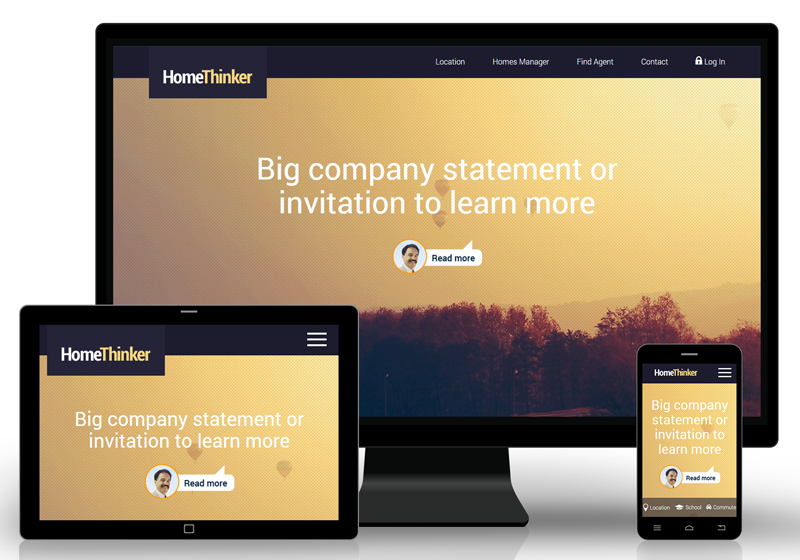 HomeThinker
Location Homes Manager Find Agent Contact Log In
Big company statement or
invitation to learn more
Read more
HomeThinker
Big company statement or
invitation to learn more
Read more
HomeThinker
Big company
statement or
invitation to
learn more
Read more
Location School Commute